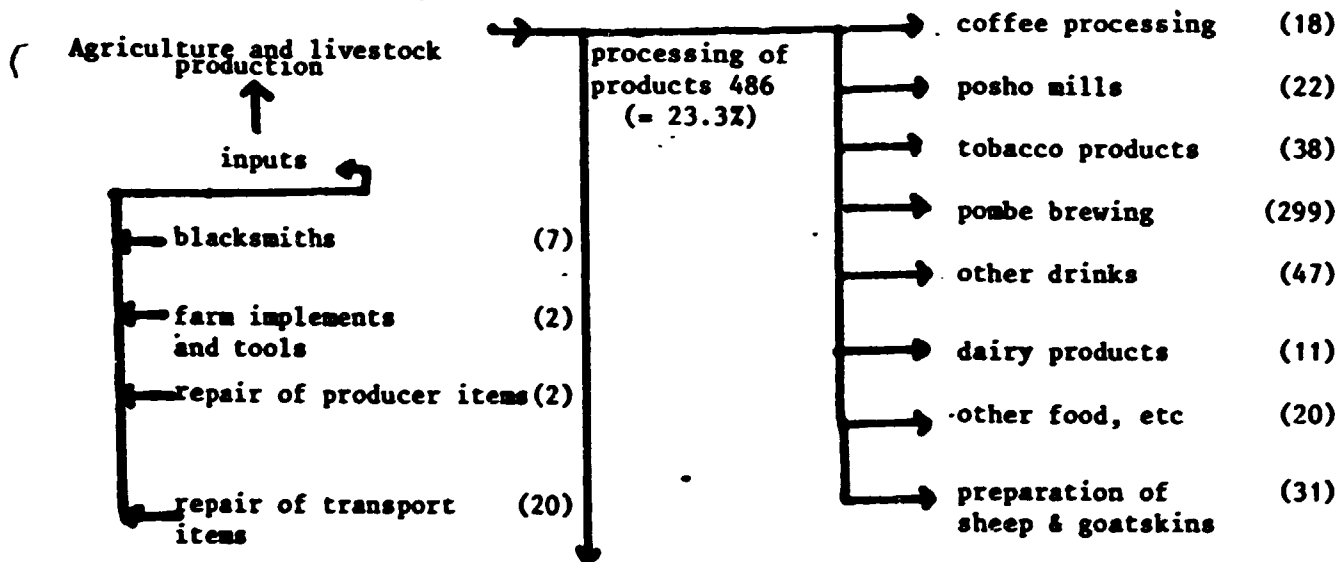 Agriculture and livestock
production
inputs
blacksmiths (7)
farm implements (2)
and tools
repair of producer items (2)
repair of transport (20)
items
processing of
products 486
(= 23.3%)
coffee processing (18)
posho mills (22)
tobacco products (38)
pombe brewing (299)
other drinks (47)
dairy products (11)
other food, etc (20)
preparation of (31)
sheep & goatskins